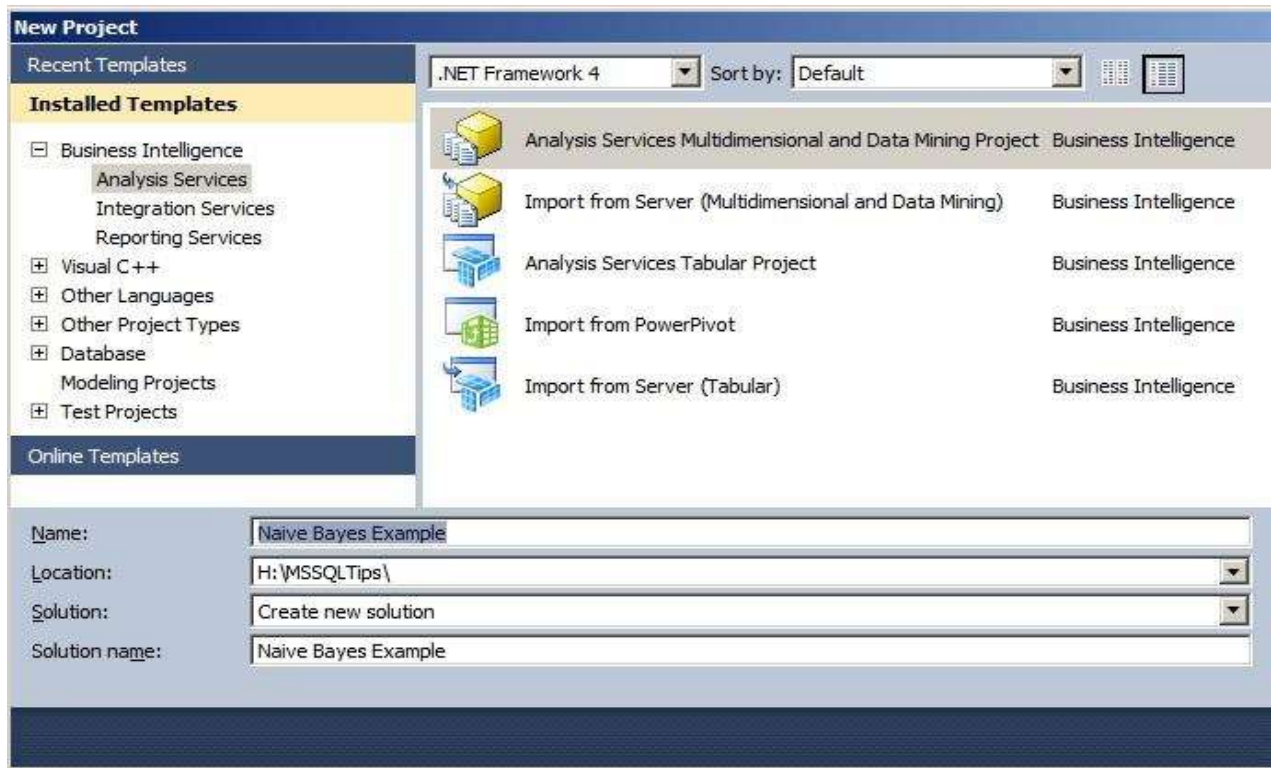 New Project
Recent Templates
Installed Templates
Business Intelligence
Analysis Services
Integration Services
Reporting Services
Visual C++
Other Languages
Other Project Types
Database
Modeling Projects
Test Projects
Online Templates
.NET Framework 4 Sort by: Default
Analysis Services Multidimensional and Data Mining Project Business Intelligence
Import from Server (Multidimensional and Data Mining) Business Intelligence
Analysis Services Tabular Project Business Intelligence
Import from PowerPivot Business Intelligence
Import from Server (Tabular) Business Intelligence
Name: Naive Bayes Example
Location: H:\MSSQLTips\
Solution: Create new solution
Solution name: Naive Bayes Example